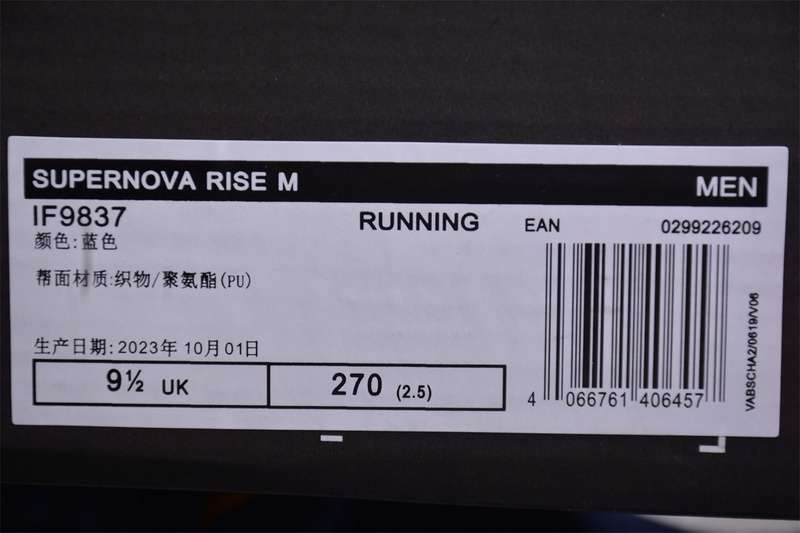 SUPERNOVA RISE M MEN
IF9837 RUNNING EAN 0299226209
颜色:蓝色
帮面材质:织物/聚氨酯(PU)
生产日期:2023年10月01日
9½ UK 270 (2.5)
4 066761 406457
VABSCHA2/0619/V06